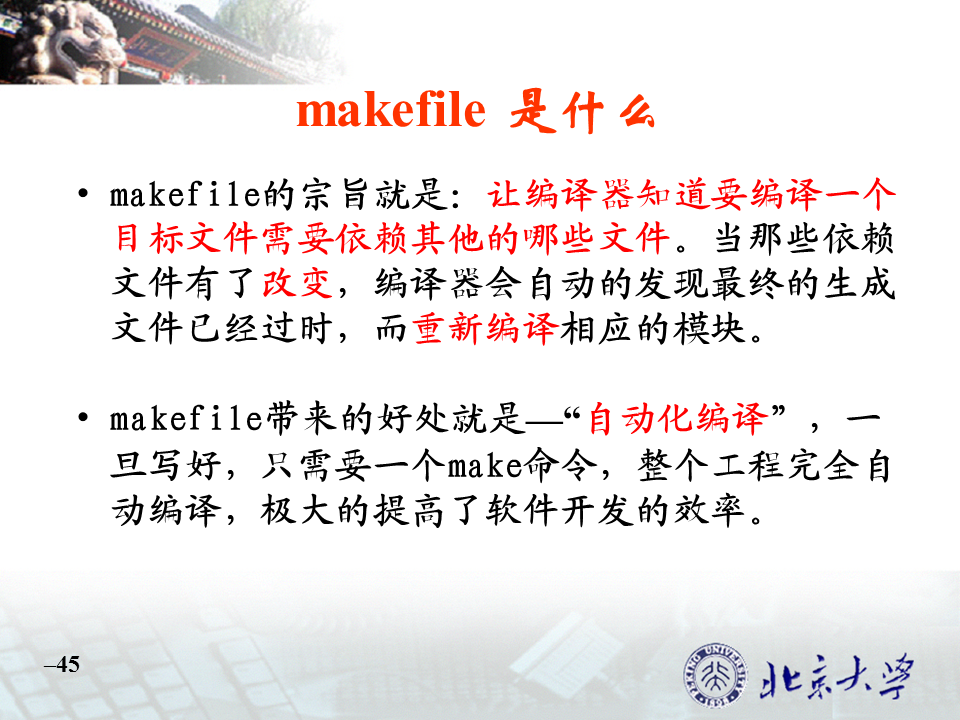 makefile 是什么
• makefile的宗旨就是：让编译器知道要编译一个
目标文件需要依赖其他的哪些文件。当那些依赖
文件有了改变，编译器会自动的发现最终的生成
文件已经过时，而重新编译相应的模块。
• makefile带来的好处就是—“自动化编译”，一
旦写好，只需要一个make命令，整个工程完全自
动编译，极大的提高了软件开发的效率。
–45
PEKING UNIVERSITY
1898
北京大学